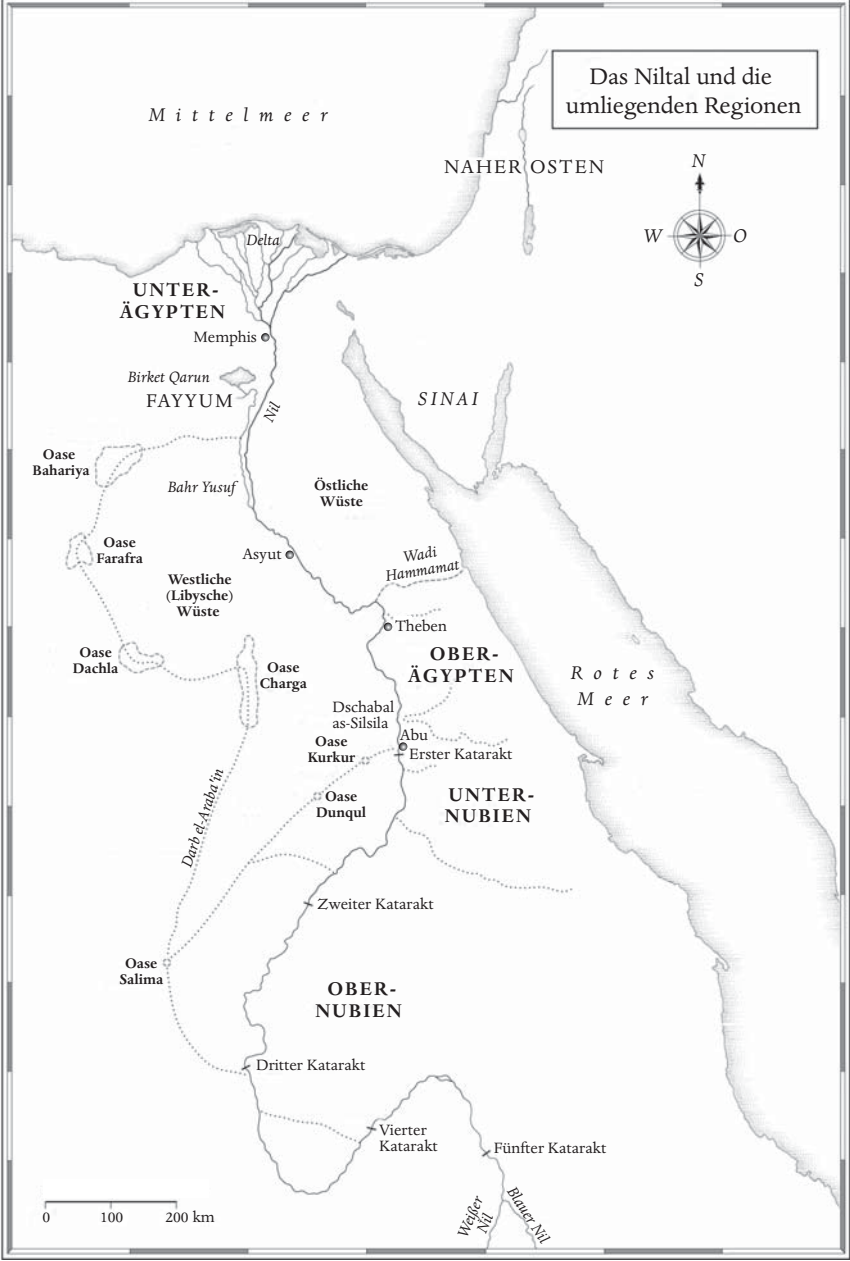 Das Niltal und die
umliegenden Regionen
Mittelmeer
NAHER OSTEN
N
W
O
S
Delta
UNTER-
ÄGYPTEN
Memphis
Birket Qarun
FAYYUM
Nil
SINAI
Oase
Bahariya
Bahr Yusuf
Östliche
Wüste
Oase
Farafra
Asyut
Wadi
Hammamat
Westliche
(Libysche)
Wüste
Theben
Oase
Dachla
Oase
Charga
OBER-
ÄGYPTEN
Rotes
Meer
Dschabal
as-Silsila
Abu
Oase
Kurkur
Erster Katarakt
Oase
Dunqul
UNTER-
NUBIEN
Darb el-Araba'in
Zweiter Katarakt
Oase
Salima
OBER-
NUBIEN
Dritter Katarakt
Vierter
Katarakt
Fünfter Katarakt
Weißer
Nil
Blauer Nil
0 100 200 km